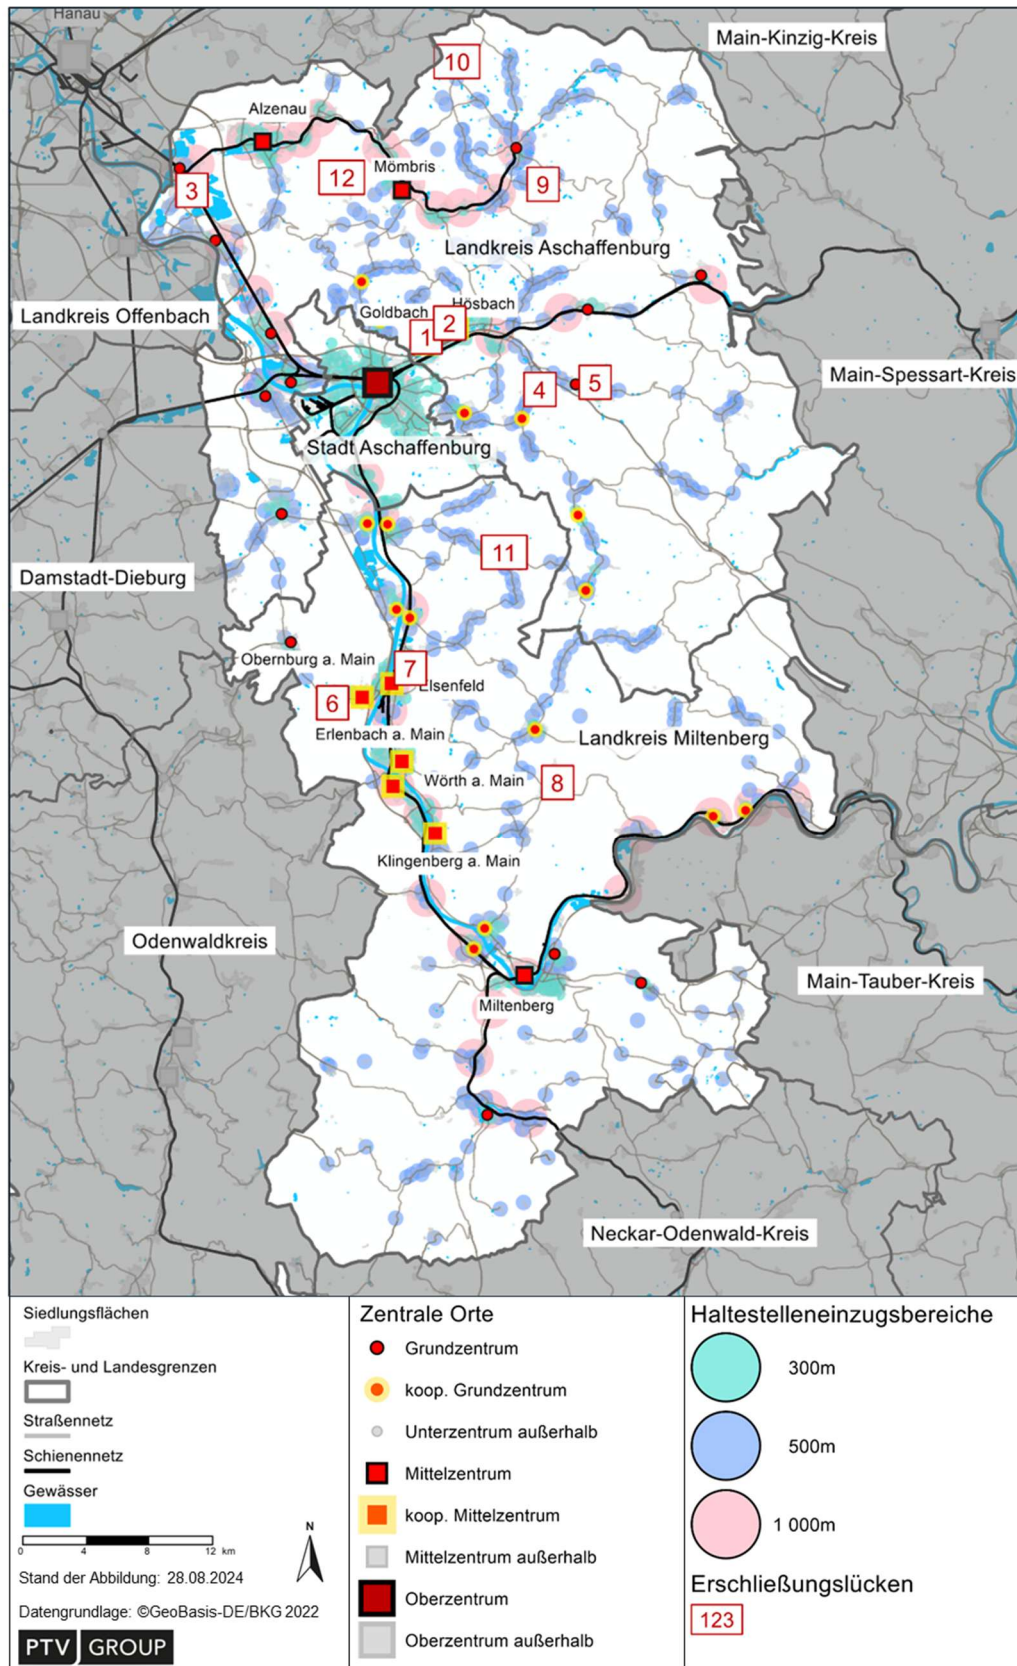 Hanau
Main-Kinzig-Kreis
10
Alzenau
Mömbris
12
9
3
Landkreis Aschaffenburg
Landkreis Offenbach
Goldbach
Hösbach
1
2
Main-Spessart-Kreis
4
5
Stadt Aschaffenburg
11
Damstadt-Dieburg
Obernburg a. Main
7
Elsenfeld
6
Erlenbach a. Main
Landkreis Miltenberg
Wörth a. Main
8
Klingenberg a. Main
Odenwaldkreis
Main-Tauber-Kreis
Miltenberg
Neckar-Odenwald-Kreis
Siedlungsflächen
Kreis- und Landesgrenzen
Straßennetz
Schienennetz
Gewässer
0 4 8 12 km
N
Stand der Abbildung: 28.08.2024
Datengrundlage: ©GeoBasis-DE/BKG 2022
PTV GROUP
Zentrale Orte
Grundzentrum
koop. Grundzentrum
Unterzentrum außerhalb
Mittelzentrum
koop. Mittelzentrum
Mittelzentrum außerhalb
Oberzentrum
Oberzentrum außerhalb
Haltestelleneinzugsbereiche
300m
500m
1 000m
Erschließungslücken
123